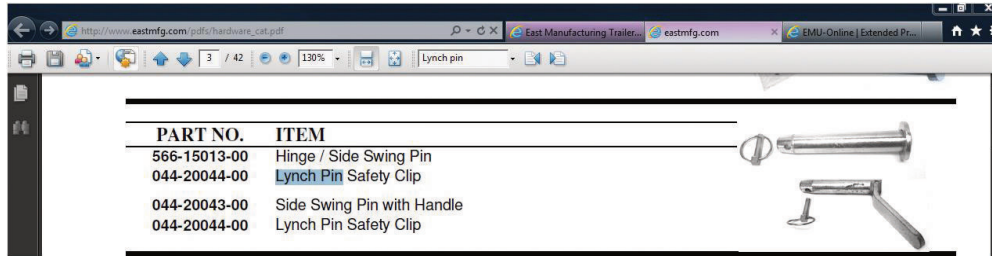 http://www.eastmfg.com/pdfs/hardware_cat.pdf
East Manufacturing Trailer...
eastmfg.com
EMU-Online | Extended Pr...
3 / 42
130%
Lynch pin
PART NO. ITEM
566-15013-00 Hinge / Side Swing Pin
044-20044-00 Lynch Pin Safety Clip
044-20043-00 Side Swing Pin with Handle
044-20044-00 Lynch Pin Safety Clip